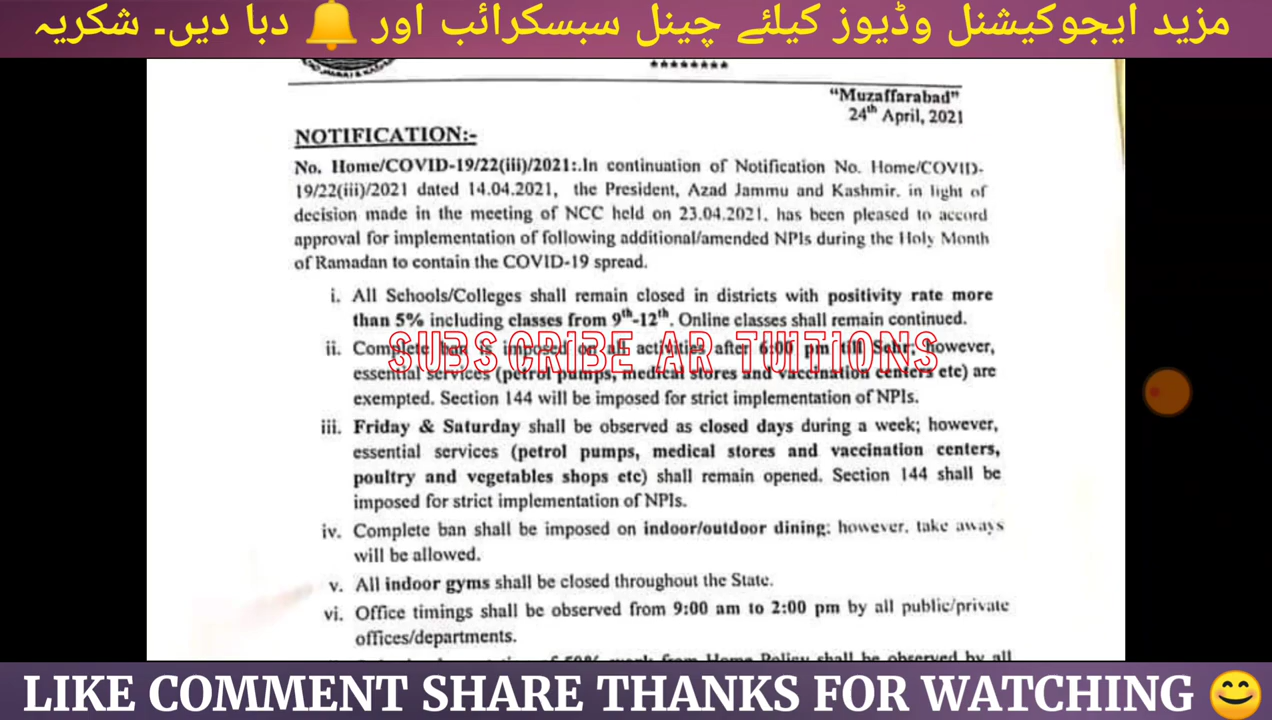 مزید ایجوکیشنل وڈیوز کیلئے چینل سبسکرائب اور 🔔 دبا دیں۔ شکریہ
********
"Muzaffarabad"
24th April, 2021
NOTIFICATION:-
No. Home/COVID-19/22(iii)/2021:.In continuation of Notification No. Home/COVID-
19/22(iii)/2021 dated 14.04.2021, the President, Azad Jammu and Kashmir, in light of
decision made in the meeting of NCC held on 23.04.2021, has been pleased to accord
approval for implementation of following additional/amended NPIs during the Holy Month
of Ramadan to contain the COVID-19 spread.
i. All Schools/Colleges shall remain closed in districts with positivity rate more
than 5% including classes from 9th-12th. Online classes shall remain continued.
SUBSCRIBE AR TUITIONS
ii. Complete ban is imposed on all activities after 6:00 pm till Sehr; however,
essential services (petrol pumps, medical stores and vaccination centers etc) are
exempted. Section 144 will be imposed for strict implementation of NPIs.
iii. Friday & Saturday shall be observed as closed days during a week; however,
essential services (petrol pumps, medical stores and vaccination centers,
poultry and vegetables shops etc) shall remain opened. Section 144 shall be
imposed for strict implementation of NPIs.
iv. Complete ban shall be imposed on indoor/outdoor dining; however, take aways
will be allowed.
v. All indoor gyms shall be closed throughout the State.
vi. Office timings shall be observed from 9:00 am to 2:00 pm by all public/private
offices/departments.
50% work from Home Policy shall be observed by all
LIKE COMMENT SHARE THANKS FOR WATCHING 😊